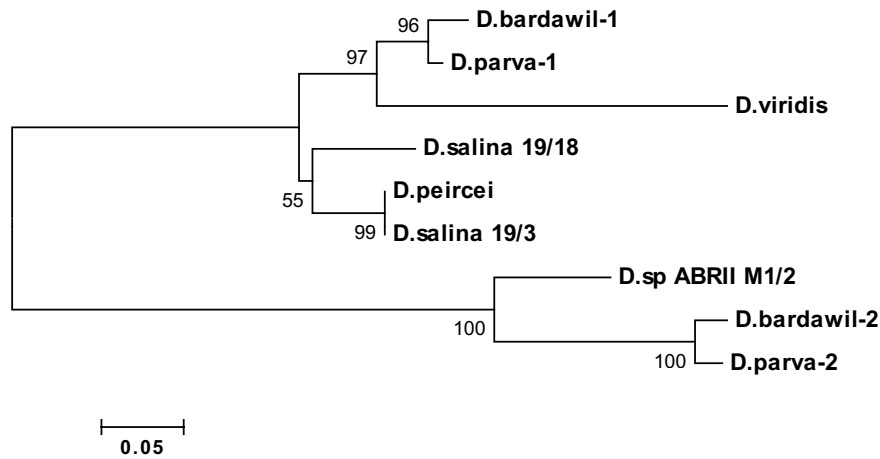 D.bardawil-1
96
D.parva-1
97
D.viridis
D.salina 19/18
55
D.peircei
99
D.salina 19/3
D.sp ABRII M1/2
100
D.bardawil-2
100
D.parva-2
0.05